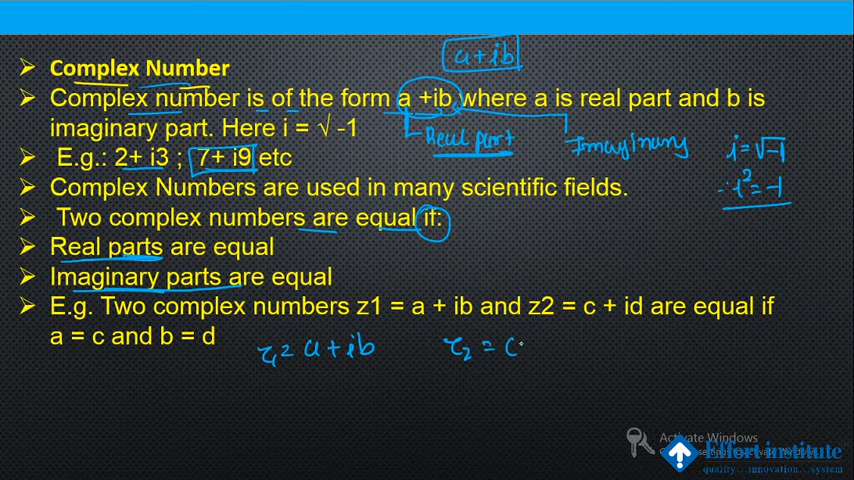 a+ib
Complex Number
Complex number is of the form a +ib where a is real part and b is
imaginary part. Here i = √ -1
Real part
Imaginary
i=√-1
E.g.: 2+ i3 ; 7+ i9 etc
Complex Numbers are used in many scientific fields.
∴ i²=-1
Two complex numbers are equal if:
Real parts are equal
Imaginary parts are equal
E.g. Two complex numbers z1 = a + ib and z2 = c + id are equal if
a = c and b = d
z₁= a+ib z₂ = c
Activate Windows
Effort institute
quality...innovation...system